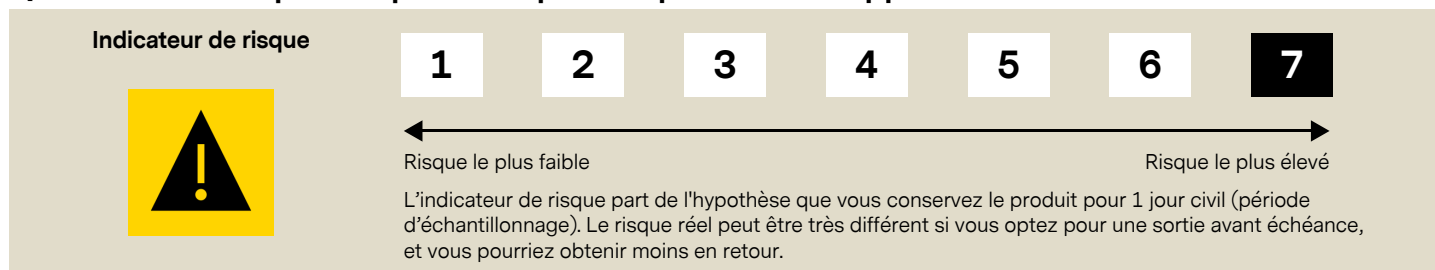 Indicateur de risque
1 2 3 4 5 6 7
Risque le plus faible Risque le plus élevé
L’indicateur de risque part de l'hypothèse que vous conservez le produit pour 1 jour civil (période
d’échantillonnage). Le risque réel peut être très différent si vous optez pour une sortie avant échéance,
et vous pourriez obtenir moins en retour.